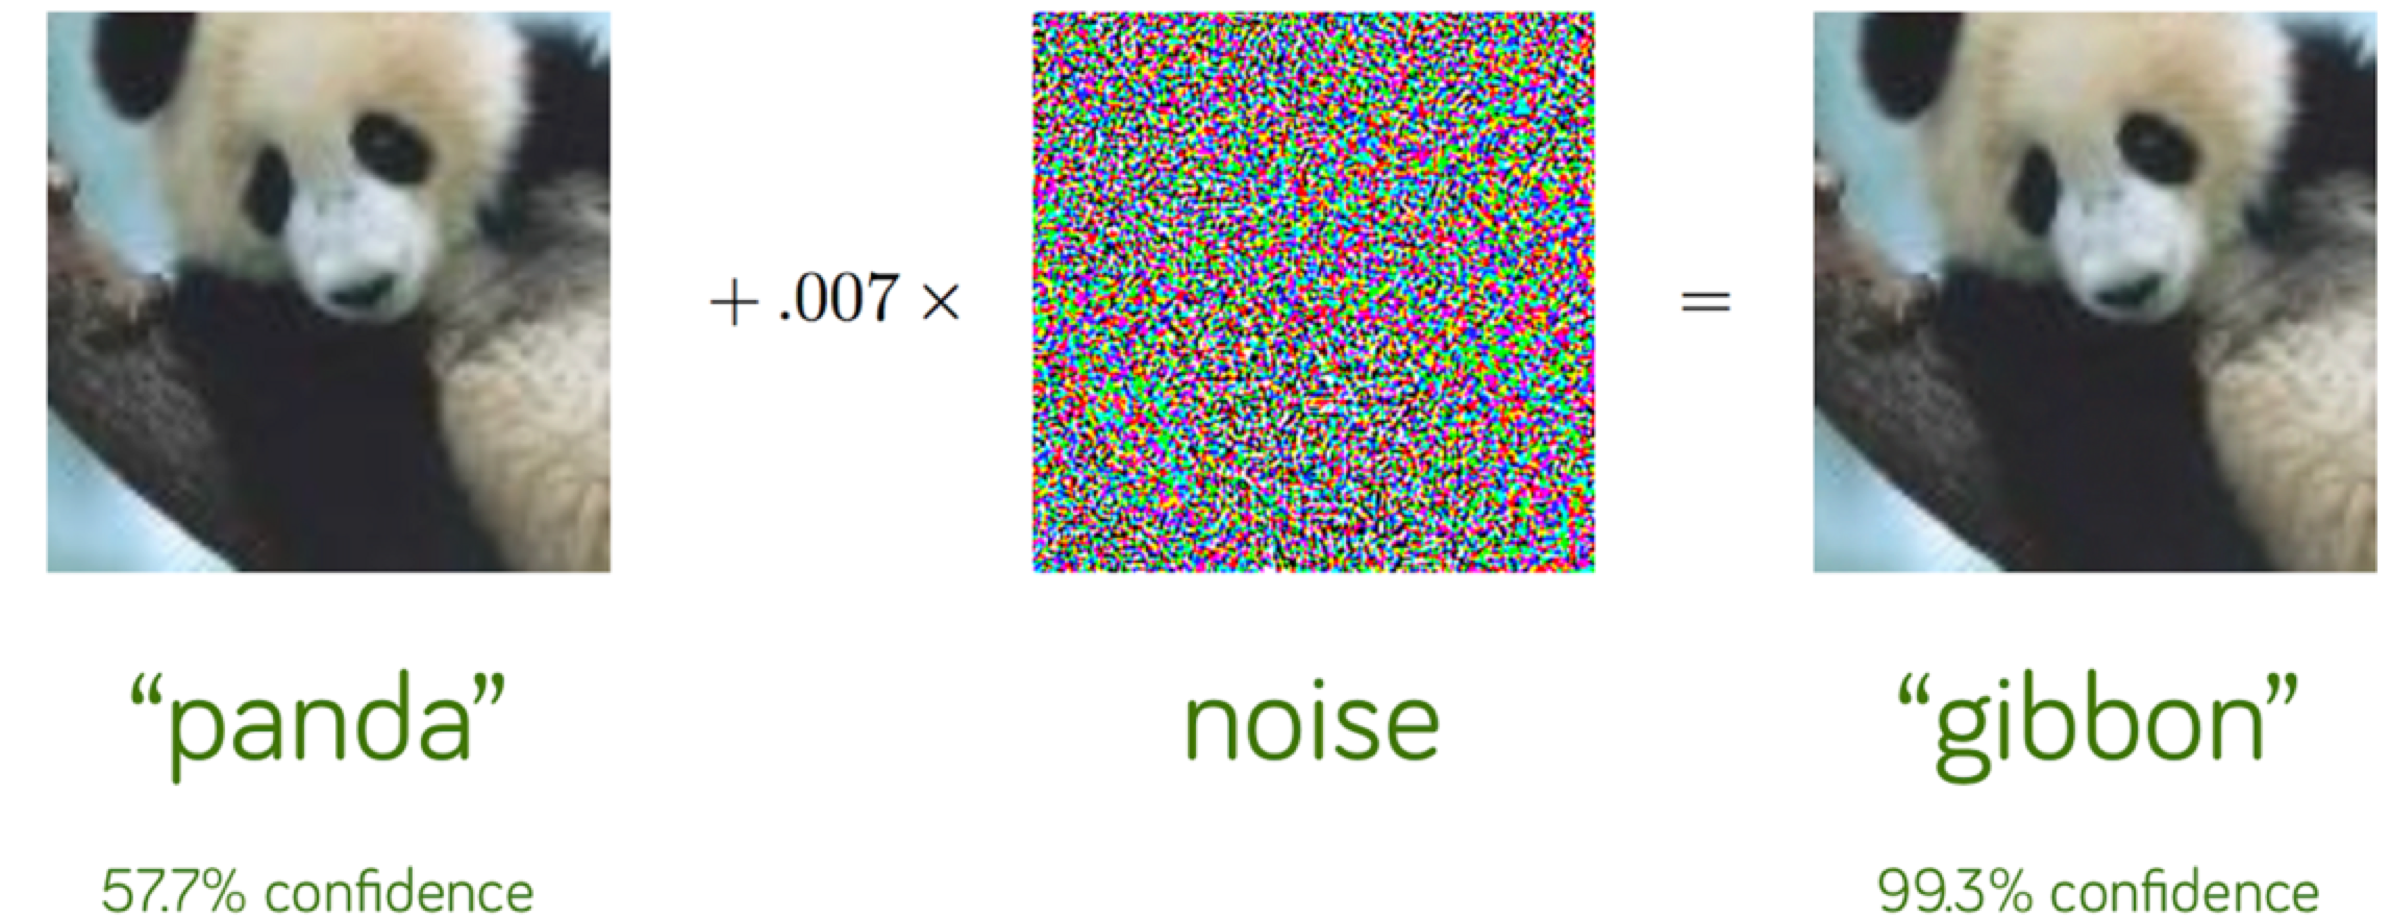 + .007 ×
=
“panda”
noise
“gibbon”
57.7% confidence
99.3% confidence